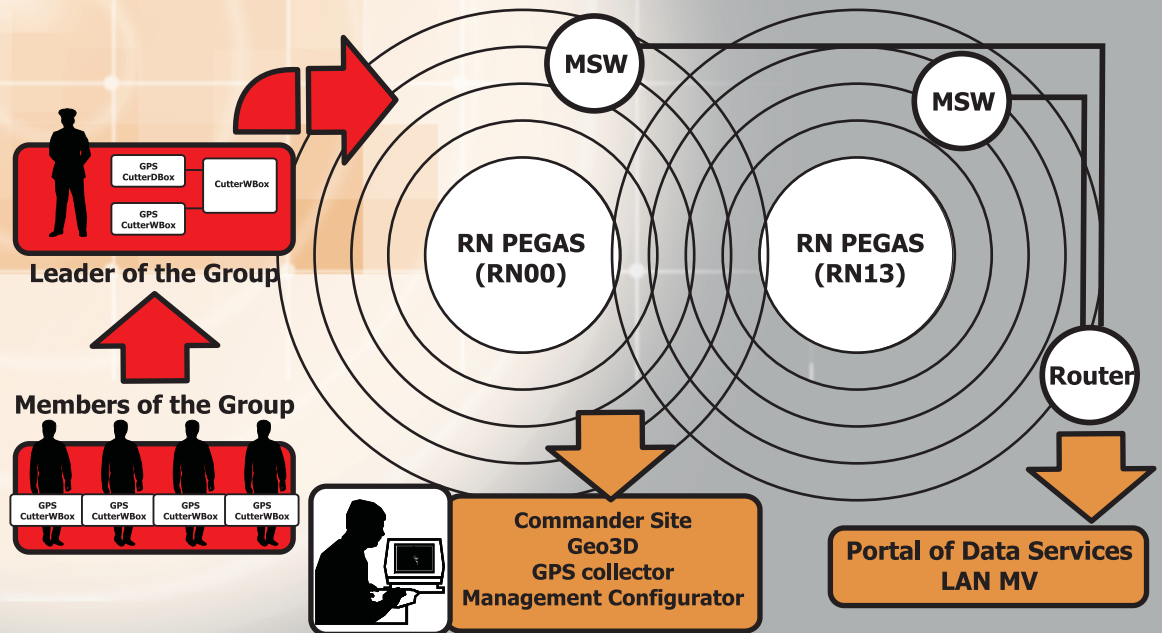 MSW
MSW
GPS
CutterDBox
CutterWBox
GPS
CutterWBox
Leader of the Group
RN PEGAS
(RN00)
RN PEGAS
(RN13)
Router
Members of the Group
GPS
CutterWBox
GPS
CutterWBox
GPS
CutterWBox
GPS
CutterWBox
Commander Site
Geo3D
GPS collector
Management Configurator
Portal of Data Services
LAN MV